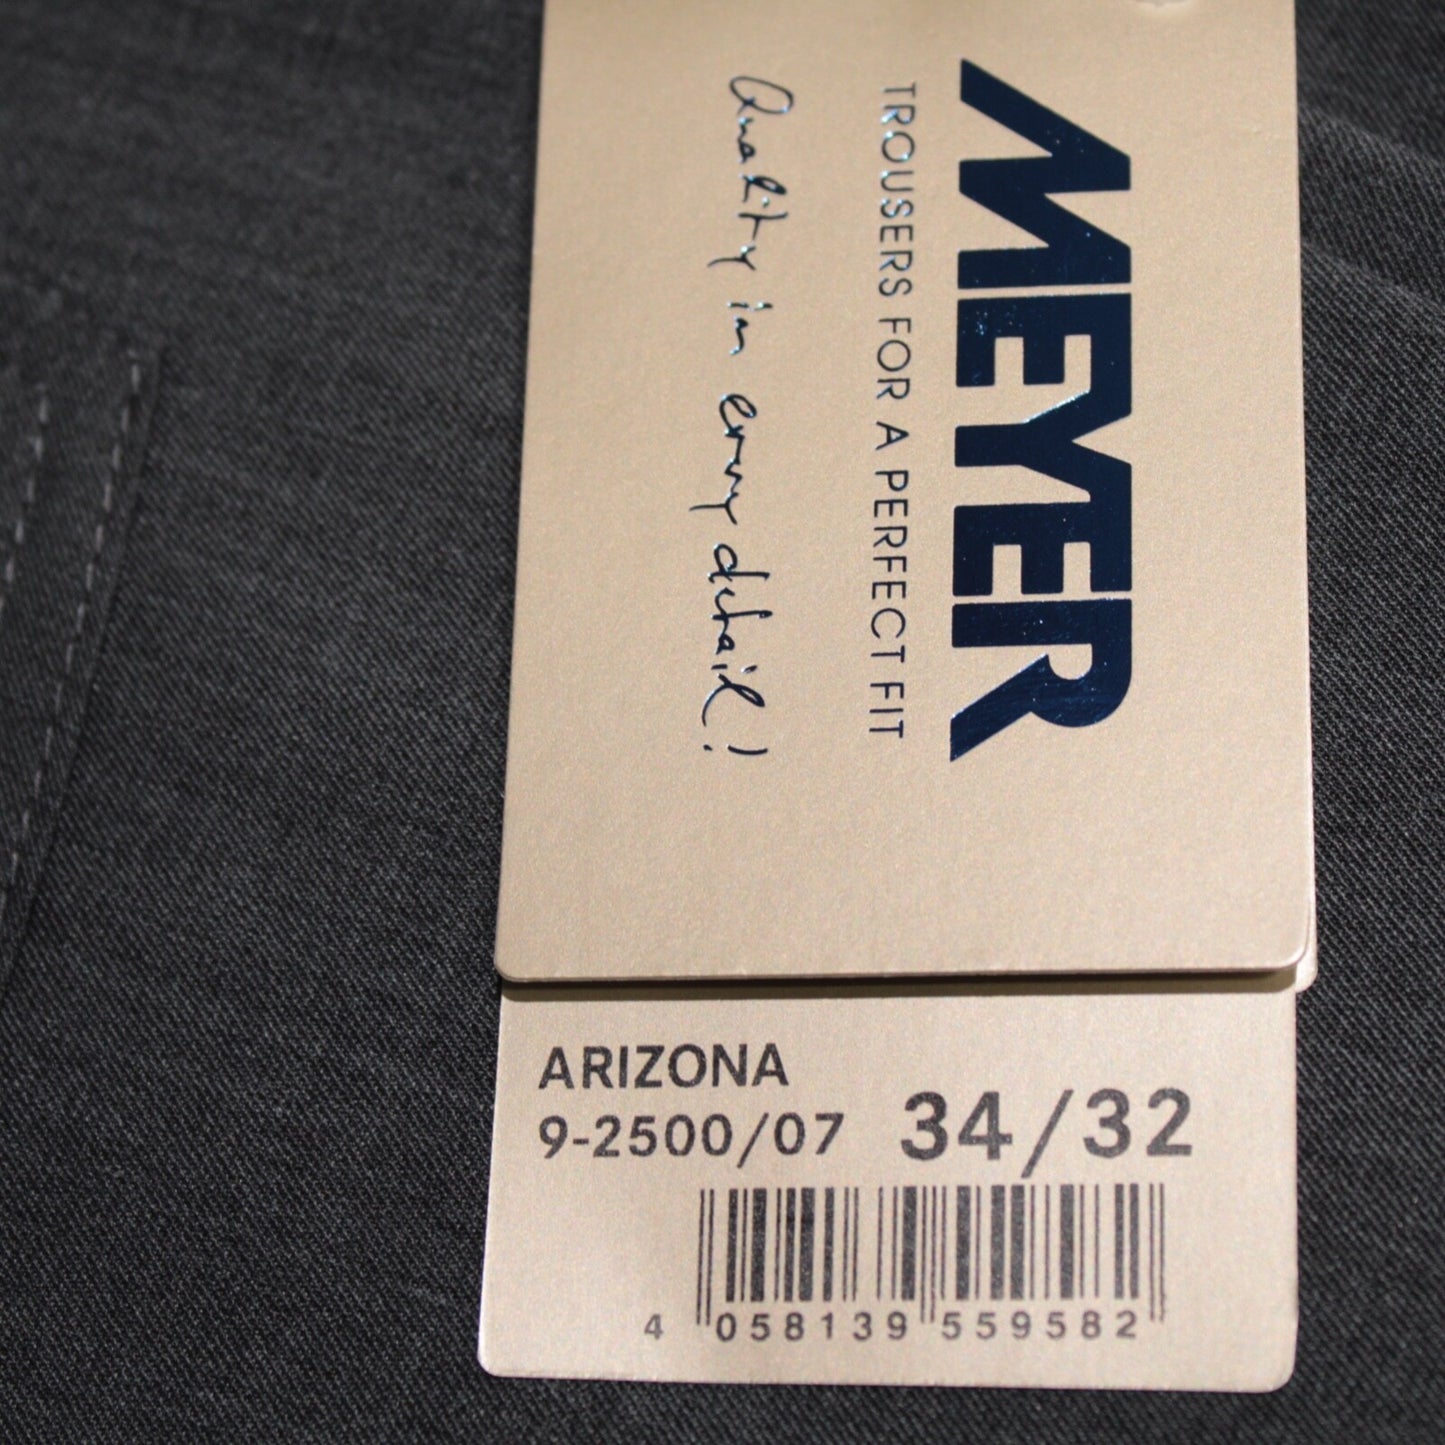 MEYER
TROUSERS FOR A PERFECT FIT
Quality in every detail!
ARIZONA
9-2500/07 34/32
4 058139 559582